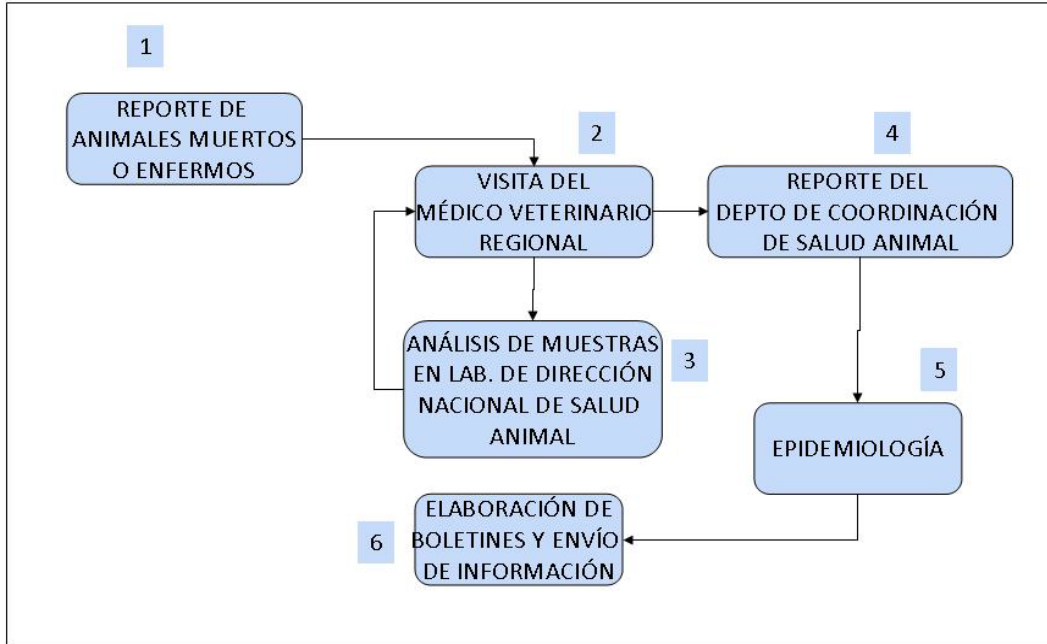 1
REPORTE DE
ANIMALES MUERTOS
O ENFERMOS
2
VISITA DEL
MÉDICO VETERINARIO
REGIONAL
4
REPORTE DEL
DEPTO DE COORDINACIÓN
DE SALUD ANIMAL
ANÁLISIS DE MUESTRAS
EN LAB. DE DIRECCIÓN
NACIONAL DE SALUD
ANIMAL
3
5
EPIDEMIOLOGÍA
6
ELABORACIÓN DE
BOLETINES Y ENVÍO
DE INFORMACIÓN